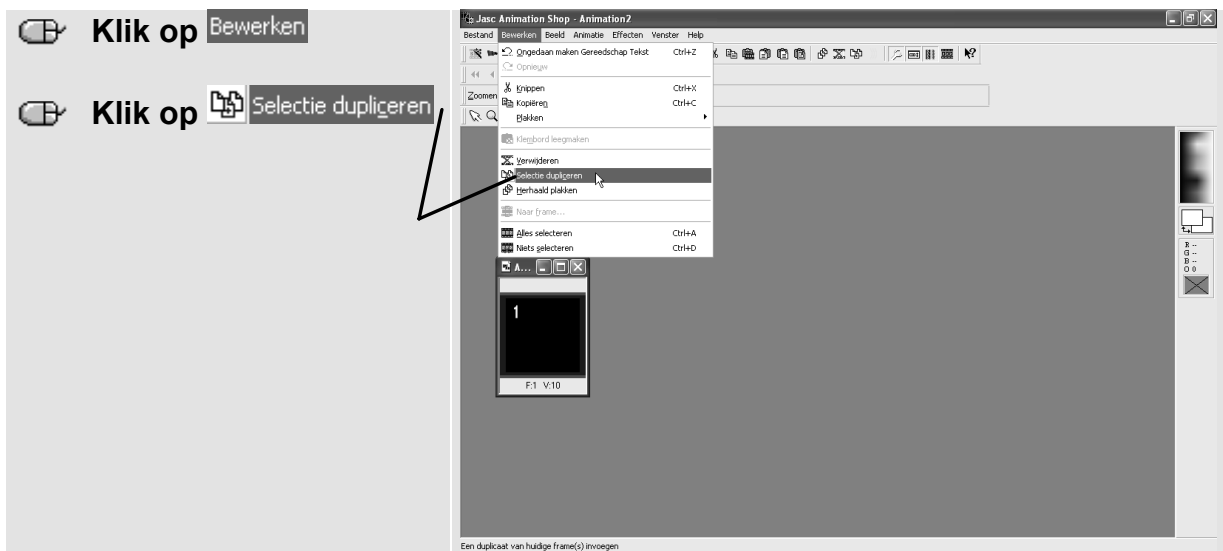 Klik op Bewerken
Klik op Selectie dupliceren
Jasc Animation Shop - Animation2
Bestand Bewerken Beeld Animatie Effecten Venster Help
Ongedaan maken Gereedschap Tekst Ctrl+Z
Opnieuw
Knippen Ctrl+X
Zoomen
Kopiëren Ctrl+C
Plakken
Klembord leegmaken
Verwijderen
Selectie dupliceren
Herhaald plakken
Naar frame...
Alles selecteren Ctrl+A
Niets selecteren Ctrl+D
R --
G --
B --
O 0
A...
1
F:1 V:10
Een duplicaat van huidige frame(s) invoegen